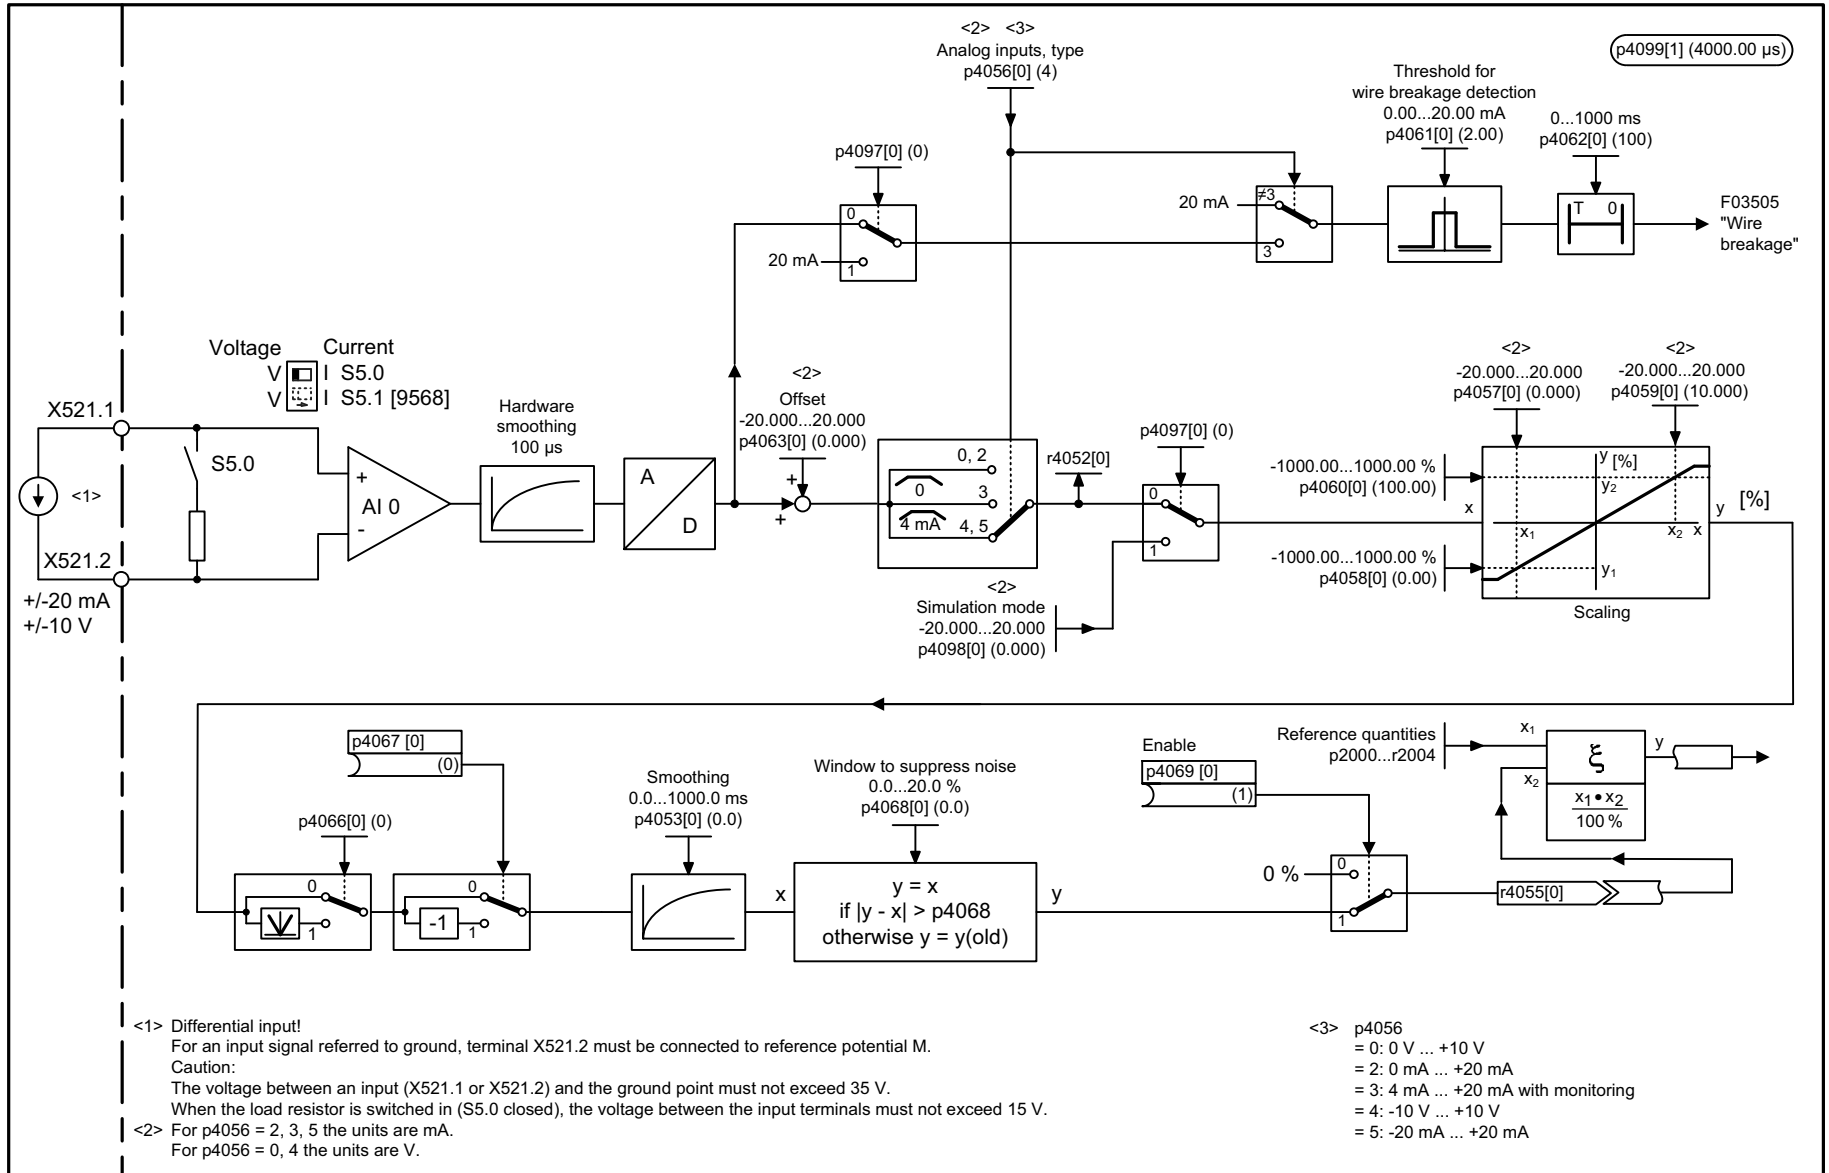 <2> <3>
Analog inputs, type
p4056[0] (4)
p4099[1] (4000.00 µs)
Threshold for
wire breakage detection
0.00...20.00 mA
p4061[0] (2.00)
0...1000 ms
p4062[0] (100)
p4097[0] (0)
0
20 mA
1
20 mA
≠3
3
T 0
F03505
"Wire
breakage"
Voltage Current
V I S5.0
V I S5.1 [9568]
X521.1
S5.0
<1>
X521.2
+/-20 mA
+/-10 V
+
AI 0
-
Hardware
smoothing
100 µs
A
D
<2>
Offset
-20.000...20.000
p4063[0] (0.000)
+
+
0, 2
0
3
4 mA
4, 5
r4052[0]
p4097[0] (0)
0
1
<2>
Simulation mode
-20.000...20.000
p4098[0] (0.000)
<2>
-20.000...20.000
p4057[0] (0.000)
<2>
-20.000...20.000
p4059[0] (10.000)
-1000.00...1000.00 %
p4060[0] (100.00)
x
-1000.00...1000.00 %
p4058[0] (0.00)
y [%]
y2
x1
x2 x
y1
y [%]
Scaling
p4067 [0]
(0)
p4066[0] (0)
0
1
0
-1
1
Smoothing
0.0...1000.0 ms
p4053[0] (0.0)
Window to suppress noise
0.0...20.0 %
p4068[0] (0.0)
x
y = x
if |y - x| > p4068
otherwise y = y(old)
y
Enable
p4069 [0]
(1)
0 %
0
1
Reference quantities
p2000...r2004
x1
x2
ξ
x1 • x2
100 %
y
r4055[0]
<1> Differential input!
For an input signal referred to ground, terminal X521.2 must be connected to reference potential M.
Caution:
The voltage between an input (X521.1 or X521.2) and the ground point must not exceed 35 V.
When the load resistor is switched in (S5.0 closed), the voltage between the input terminals must not exceed 15 V.
<2> For p4056 = 2, 3, 5 the units are mA.
For p4056 = 0, 4 the units are V.
<3> p4056
= 0: 0 V ... +10 V
= 2: 0 mA ... +20 mA
= 3: 4 mA ... +20 mA with monitoring
= 4: -10 V ... +10 V
= 5: -20 mA ... +20 mA